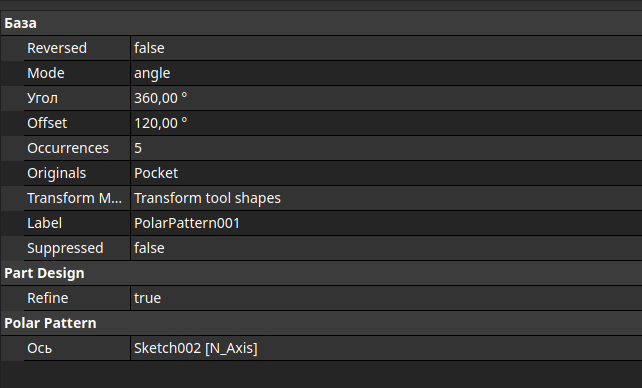 База
Reversed false
Mode angle
Угол 360,00 °
Offset 120,00 °
Occurrences 5
Originals Pocket
Transform M... Transform tool shapes
Label PolarPattern001
Suppressed false
Part Design
Refine true
Polar Pattern
Ось Sketch002 [N_Axis]